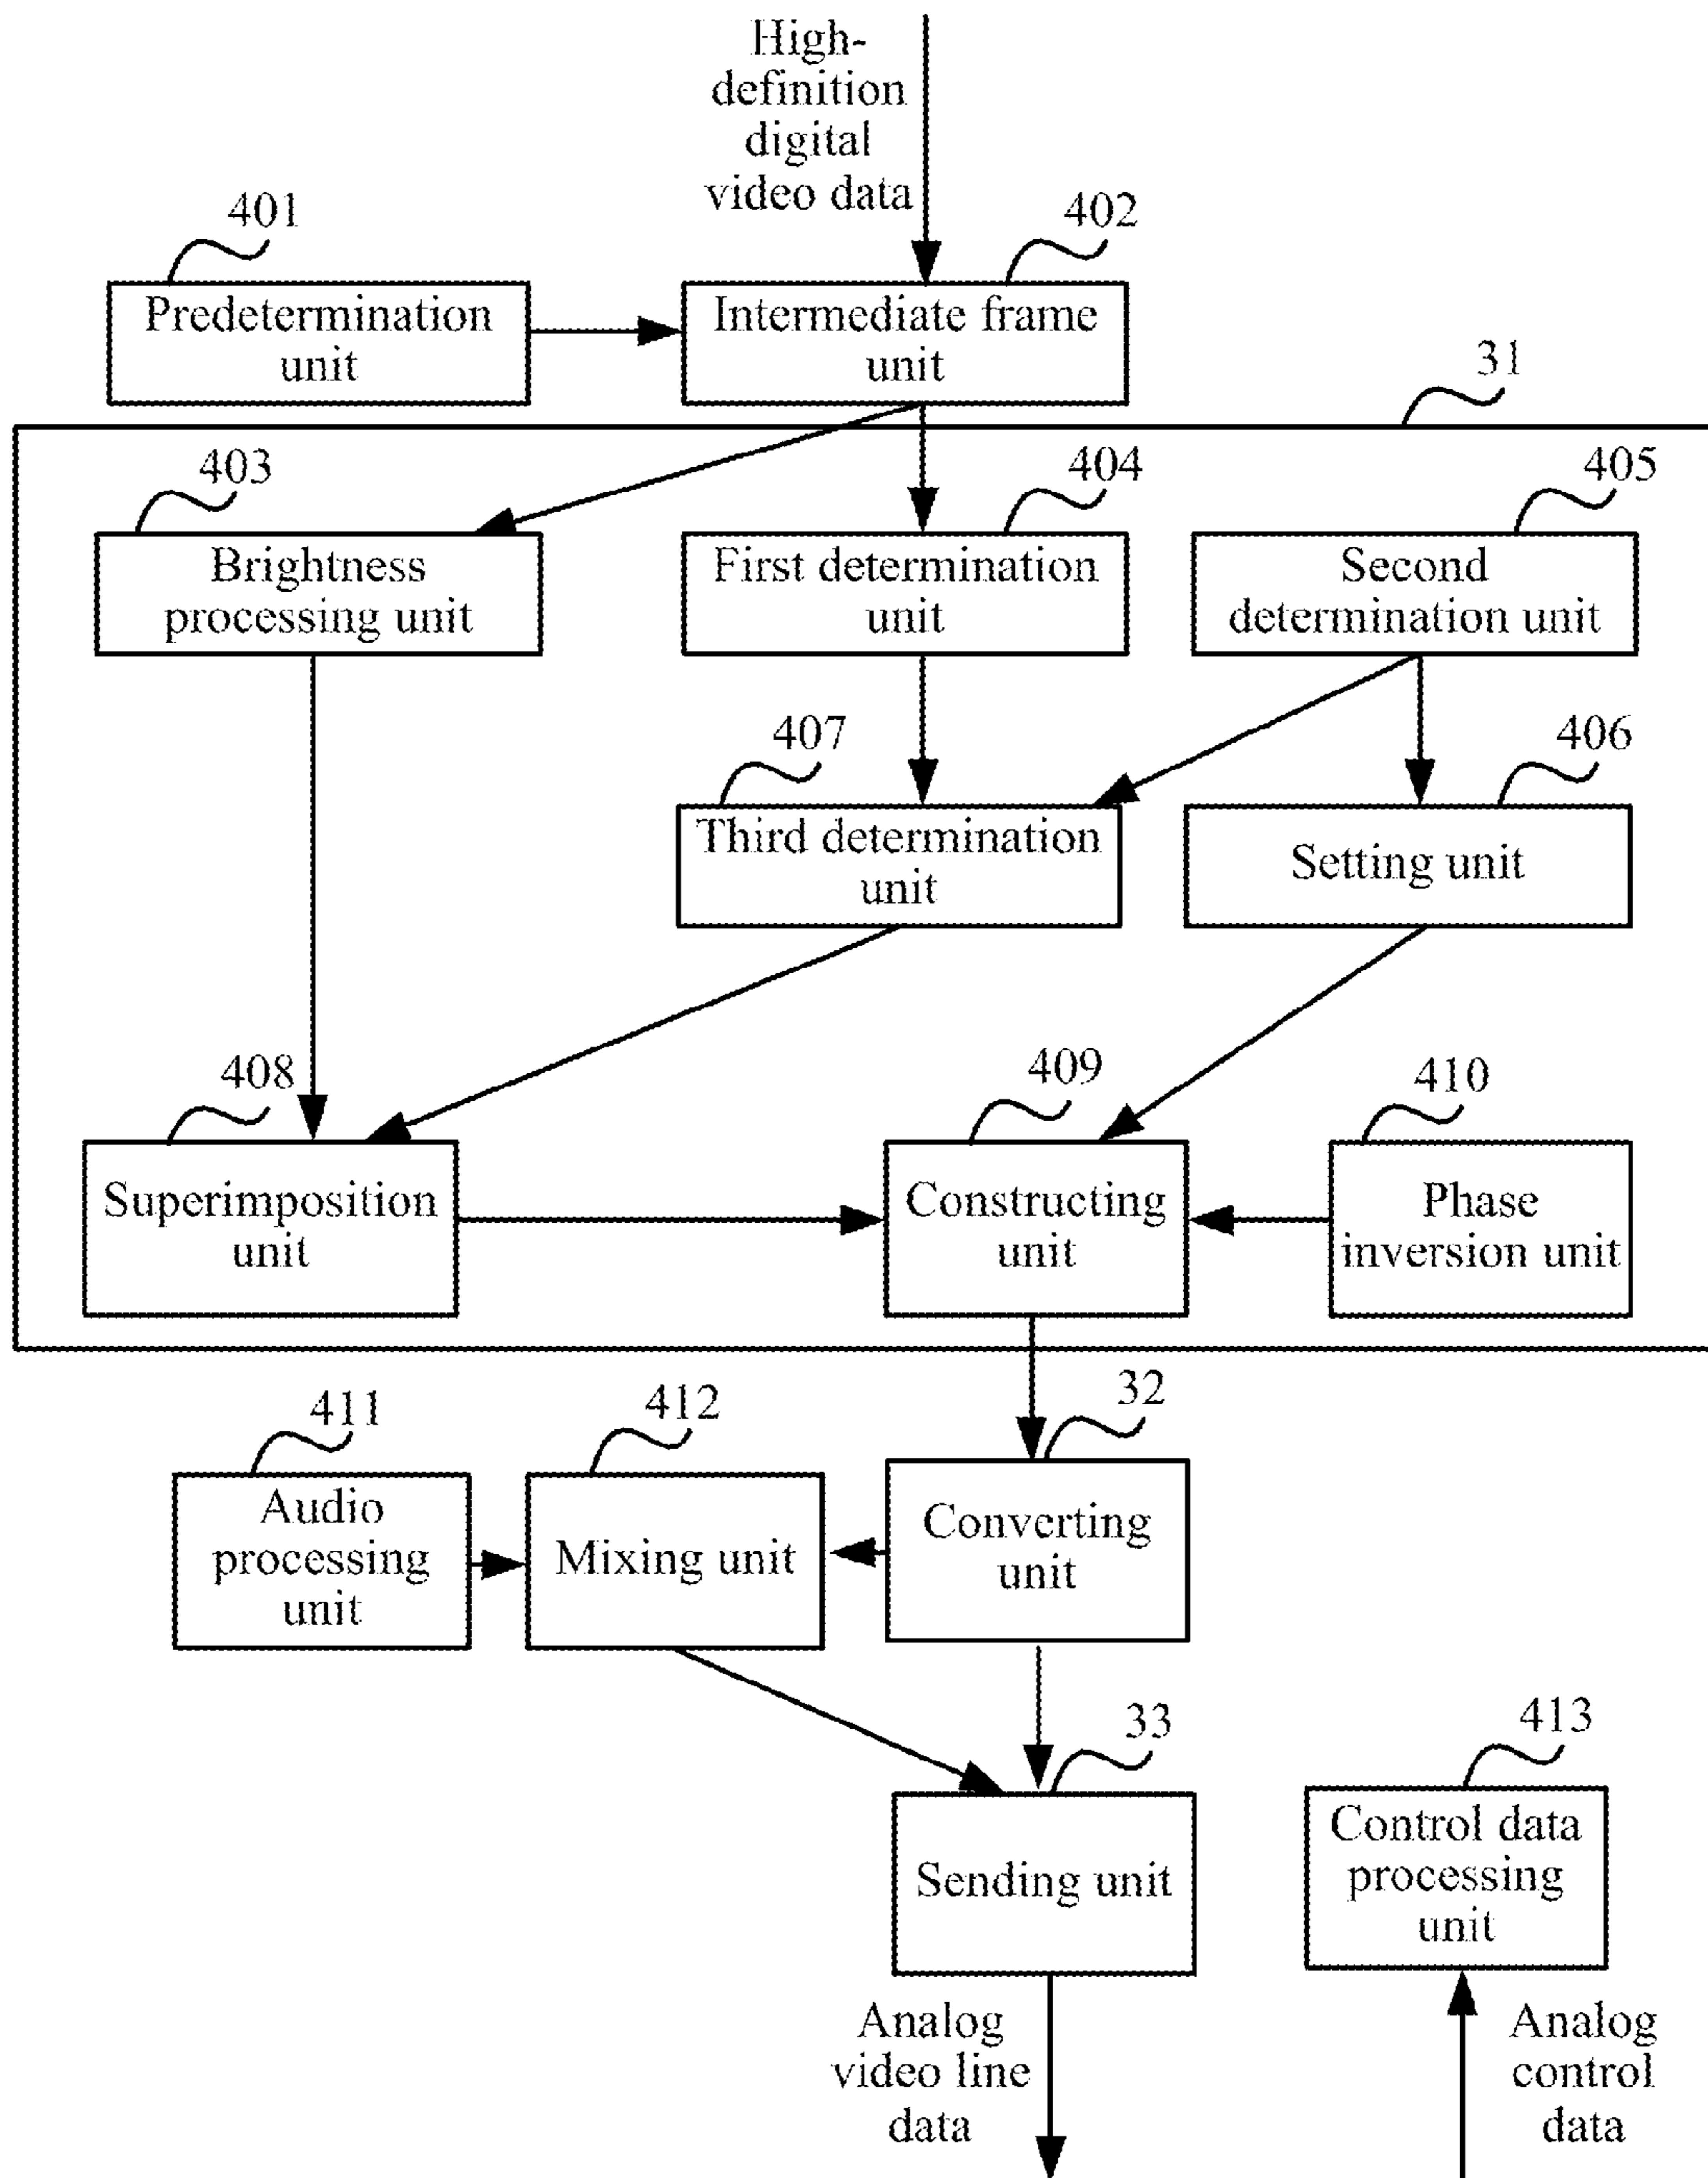 High-
definition
digital
video data
401
402
Predetermination
unit
Intermediate frame
unit
31
403
404
405
Brightness
processing unit
First determination
unit
Second
determination unit
407
406
Third determination
unit
Setting unit
408
409
410
Superimposition
unit
Constructing
unit
Phase
inversion unit
411
412
32
Audio
processing
unit
Mixing unit
Converting
unit
33
413
Sending unit
Control data
processing
unit
Analog
video line
data
Analog
control
data